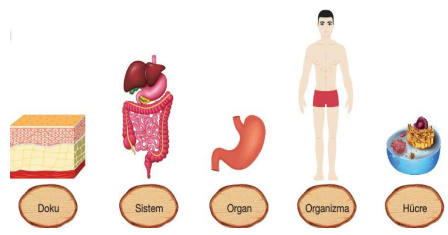 Doku
Sistem
Organ
Organizma
Hücre